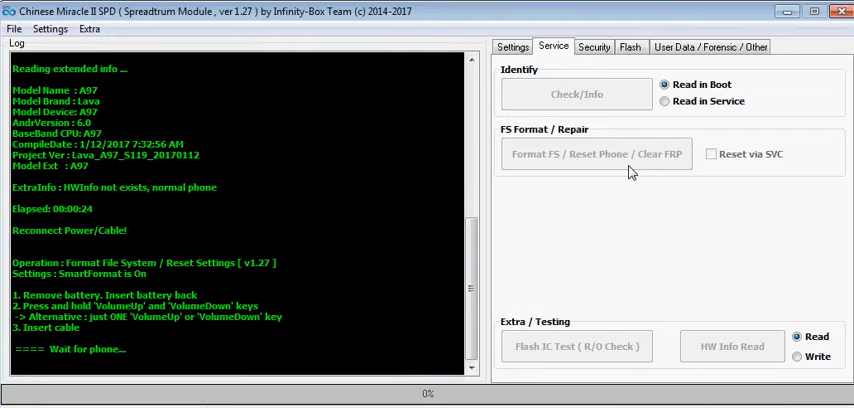 Chinese Miracle II SPD ( Spreadtrum Module , ver 1.27 ) by Infinity-Box Team (c) 2014-2017
File Settings Extra
Log
Reading extended info ...
Model Name : A97
Model Brand : Lava
Model Device: A97
AndrVersion : 6.0
BaseBand CPU: A97
CompileDate : 1/12/2017 7:32:56 AM
Project Ver : Lava_A97_S119_20170112
Model Ext : A97
ExtraInfo : HWInfo not exists, normal phone
Elapsed: 00:00:24
Reconnect Power/Cable!
Operation : Format File System / Reset Settings [ v1.27 ]
Settings : SmartFormat is On
1. Remove battery. Insert battery back
2. Press and hold 'VolumeUp' and 'VolumeDown' keys
-> Alternative : just ONE 'VolumeUp' or 'VolumeDown' key
3. Insert cable
==== Wait for phone...
Settings Service Security Flash User Data / Forensic / Other
Identify
Check/Info
Read in Boot
Read in Service
FS Format / Repair
Format FS / Reset Phone / Clear FRP
Reset via SVC
Extra / Testing
Flash IC Test ( R/O Check )
HW Info Read
Read
Write
0%